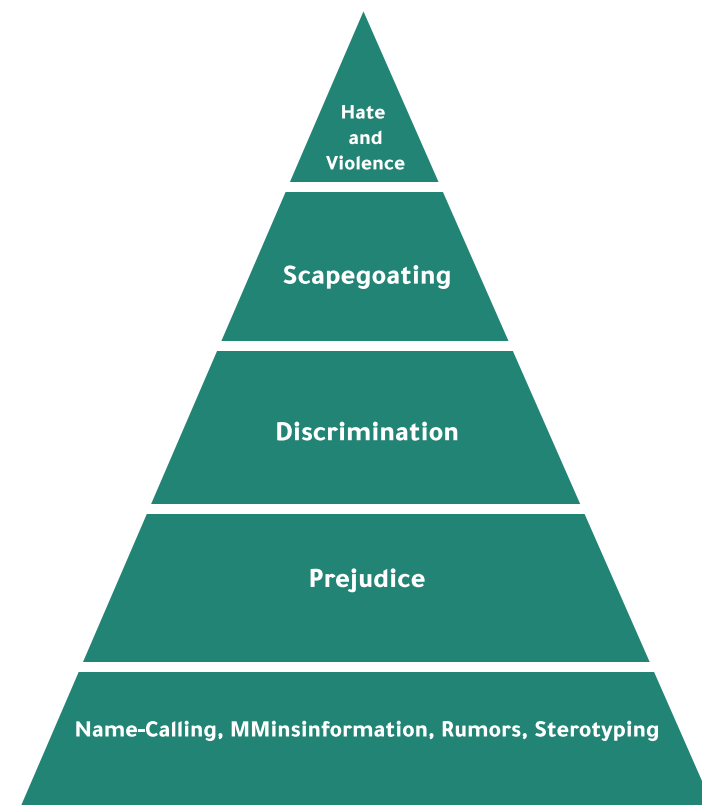 Hate
and
Violence
Scapegoating
Discrimination
Prejudice
Name-Calling, MMinsinformation, Rumors, Sterotyping